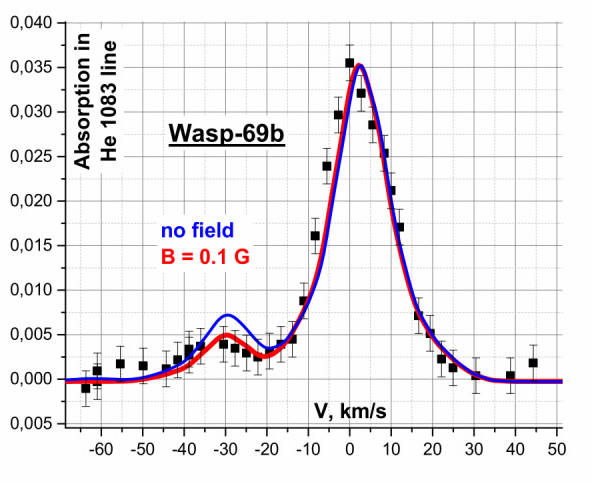 0,040
0,035
0,030
0,025
0,020
0,015
0,010
0,005
0,000
0,005
Absorption in
He 1083 line
Wasp-69b
no field
B = 0.1 G
V, km/s
-60 -50 -40 -30 -20 -10 0 10 20 30 40 50